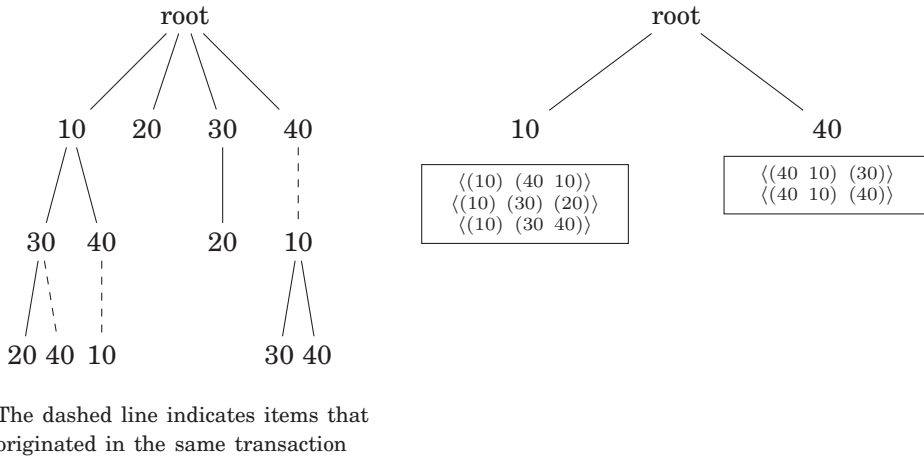 root
10 20 30 40
30 40 20 10
20 40 10 30 40
The dashed line indicates items that
originated in the same transaction
root
10 40
⟨(10) (40 10)⟩
⟨(10) (30) (20)⟩
⟨(10) (30 40)⟩
⟨(40 10) (30)⟩
⟨(40 10) (40)⟩